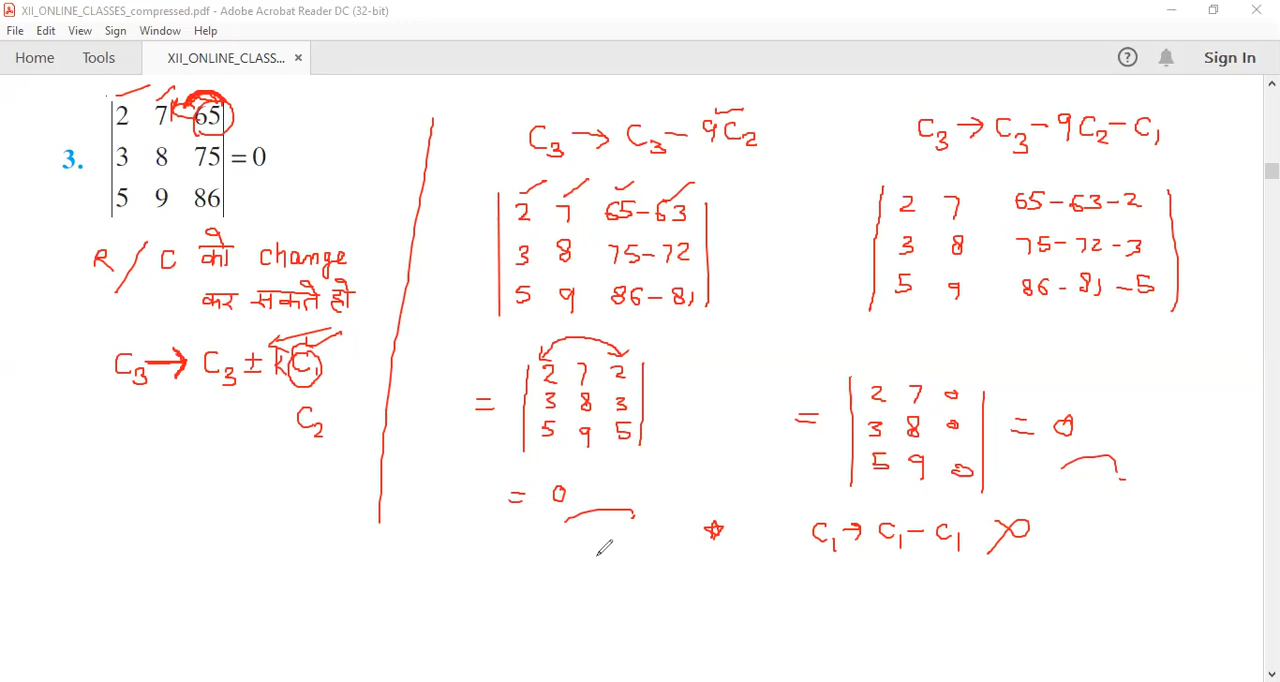 XII_ONLINE_CLASSES_compressed.pdf - Adobe Acrobat Reader DC (32-bit)
File Edit View Sign Window Help
Home Tools XII_ONLINE_CLASS... × ? Sign In
3.
2 7 65
3 8 75 = 0
5 9 86
R / C को change
कर सकते हो
C₃ → C₃ ± kC₁
C₂
C₃ → C₃ - 9C₂
2 7 65-63
3 8 75-72
5 9 86-81
=
2 7 2
3 8 3
5 9 5
= 0
C₃ → C₃ - 9C₂ - C₁
2 7 65-63-2
3 8 75-72-3
5 9 86-81-5
=
2 7 0
3 8 0
5 9 0
= 0
C₁ → C₁ - C₁